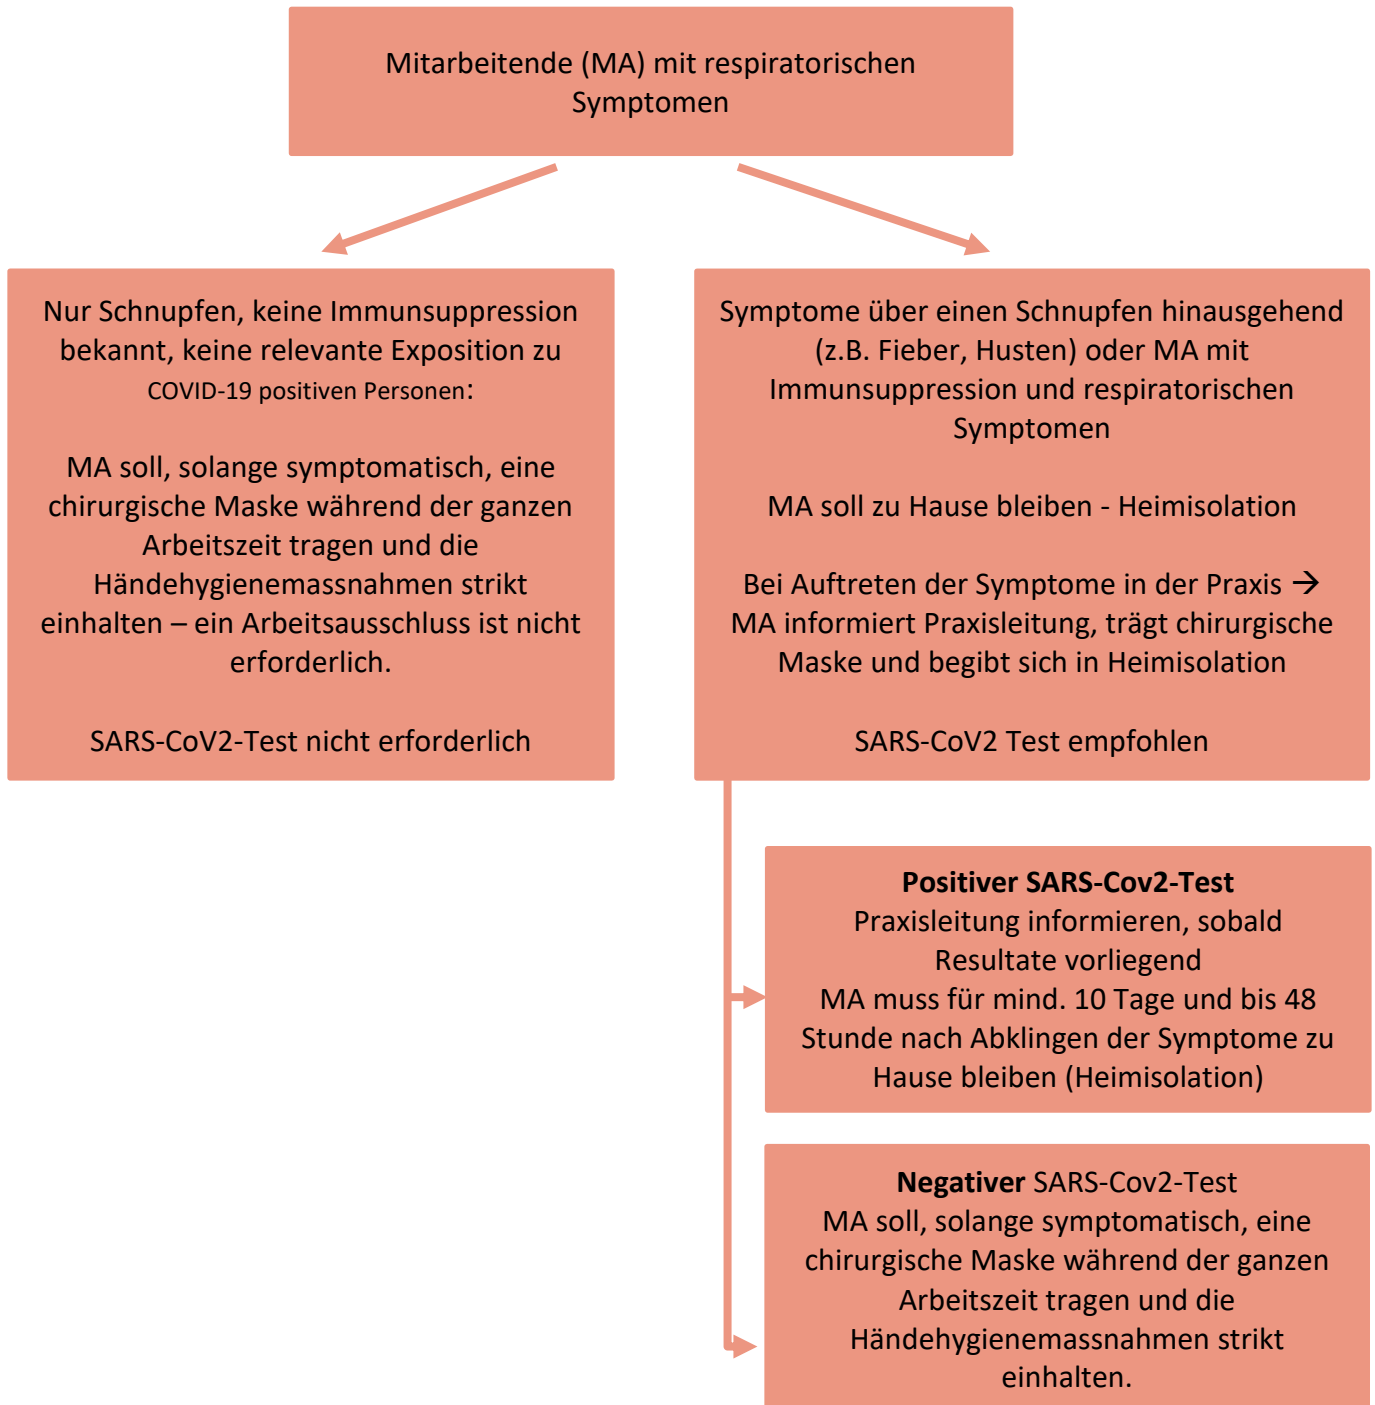 Mitarbeitende (MA) mit respiratorischen
Symptomen
Nur Schnupfen, keine Immunsuppression
bekannt, keine relevante Exposition zu
COVID-19 positiven Personen:
MA soll, solange symptomatisch, eine
chirurgische Maske während der ganzen
Arbeitszeit tragen und die
Händehygienemassnahmen strikt
einhalten – ein Arbeitsausschluss ist nicht
erforderlich.
SARS-CoV2-Test nicht erforderlich
Symptome über einen Schnupfen hinausgehend
(z.B. Fieber, Husten) oder MA mit
Immunsuppression und respiratorischen
Symptomen
MA soll zu Hause bleiben - Heimisolation
Bei Auftreten der Symptome in der Praxis →
MA informiert Praxisleitung, trägt chirurgische
Maske und begibt sich in Heimisolation
SARS-CoV2 Test empfohlen
Positiver SARS-Cov2-Test
Praxisleitung informieren, sobald
Resultate vorliegend
MA muss für mind. 10 Tage und bis 48
Stunde nach Abklingen der Symptome zu
Hause bleiben (Heimisolation)
Negativer SARS-Cov2-Test
MA soll, solange symptomatisch, eine
chirurgische Maske während der ganzen
Arbeitszeit tragen und die
Händehygienemassnahmen strikt
einhalten.